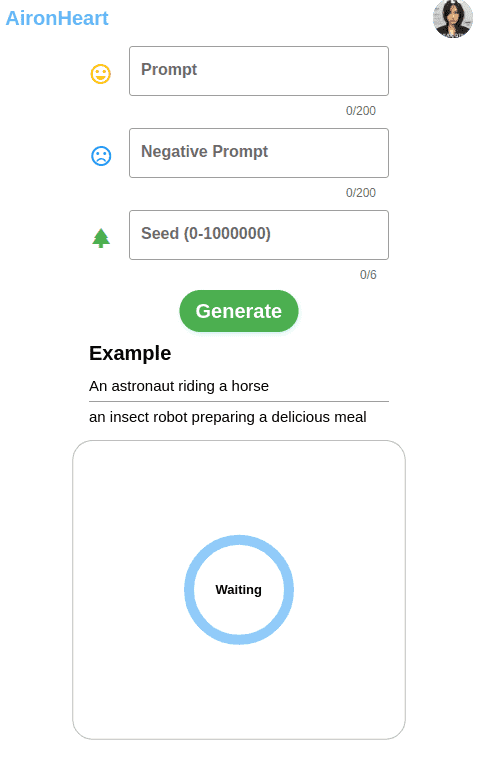 AironHeart
Prompt
0/200
Negative Prompt
0/200
Seed (0-1000000)
0/6
Generate
Example
An astronaut riding a horse
an insect robot preparing a delicious meal
Waiting